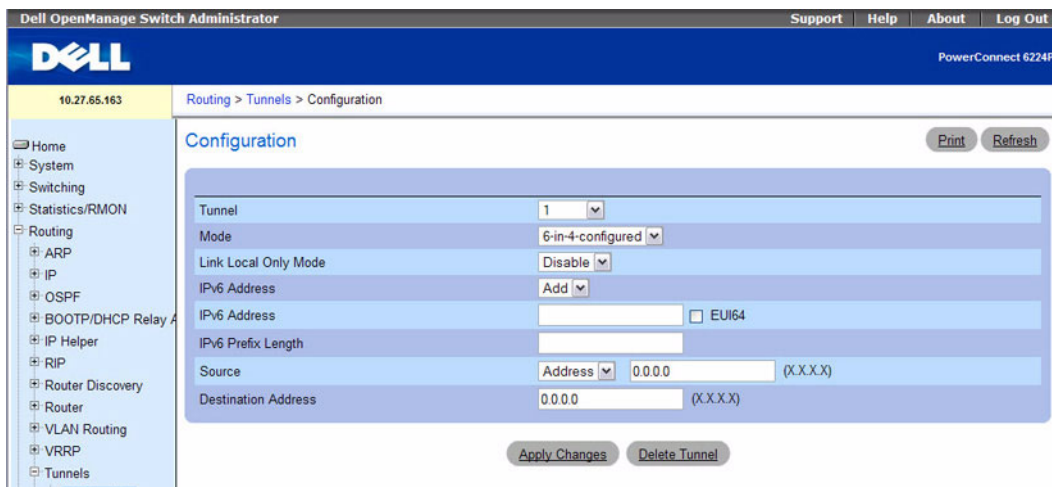 Dell OpenManage Switch Administrator
Support Help About Log Out
DELL
PowerConnect 6224P
10.27.65.163
Routing > Tunnels > Configuration
Home
System
Switching
Statistics/RMON
Routing
ARP
IP
OSPF
BOOTP/DHCP Relay A
IP Helper
RIP
Router Discovery
Router
VLAN Routing
VRRP
Tunnels
Configuration
Print Refresh
Tunnel 1
Mode 6-in-4-configured
Link Local Only Mode Disable
IPv6 Address Add
IPv6 Address EUI64
IPv6 Prefix Length
Source Address 0.0.0.0 (X.X.X.X)
Destination Address 0.0.0.0 (X.X.X.X)
Apply Changes Delete Tunnel